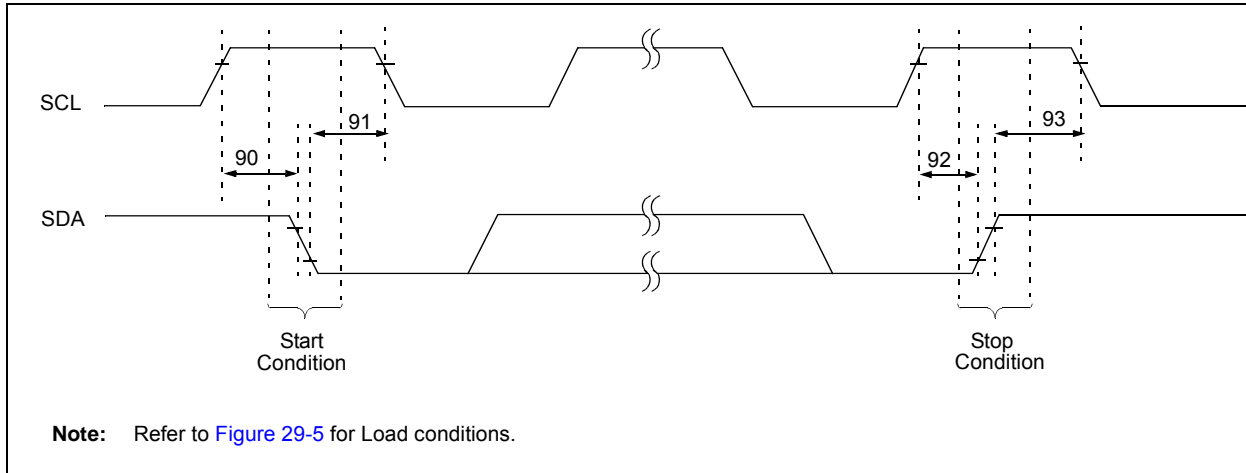 SCL
91
93
90
92
SDA
Start
Condition
Stop
Condition
Note: Refer to Figure 29-5 for Load conditions.